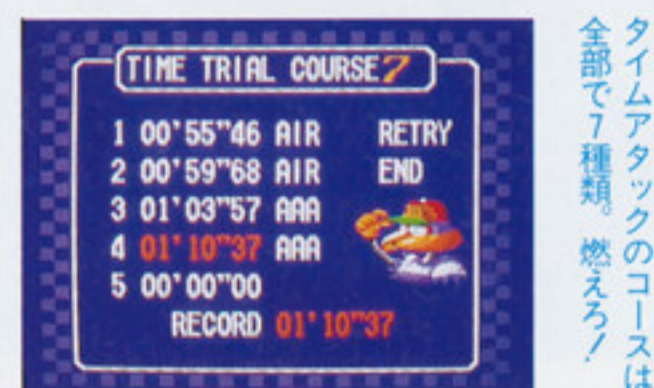 TIME TRIAL COURSE 7
1 00'55"46 AIR RETRY
2 00'59"68 AIR END
3 01'03"57 AAA
4 01'10"37 AAA
5 00'00"00
RECORD 01'10"37
タイムアタックのコースは
全部で7種類。燃えろ！